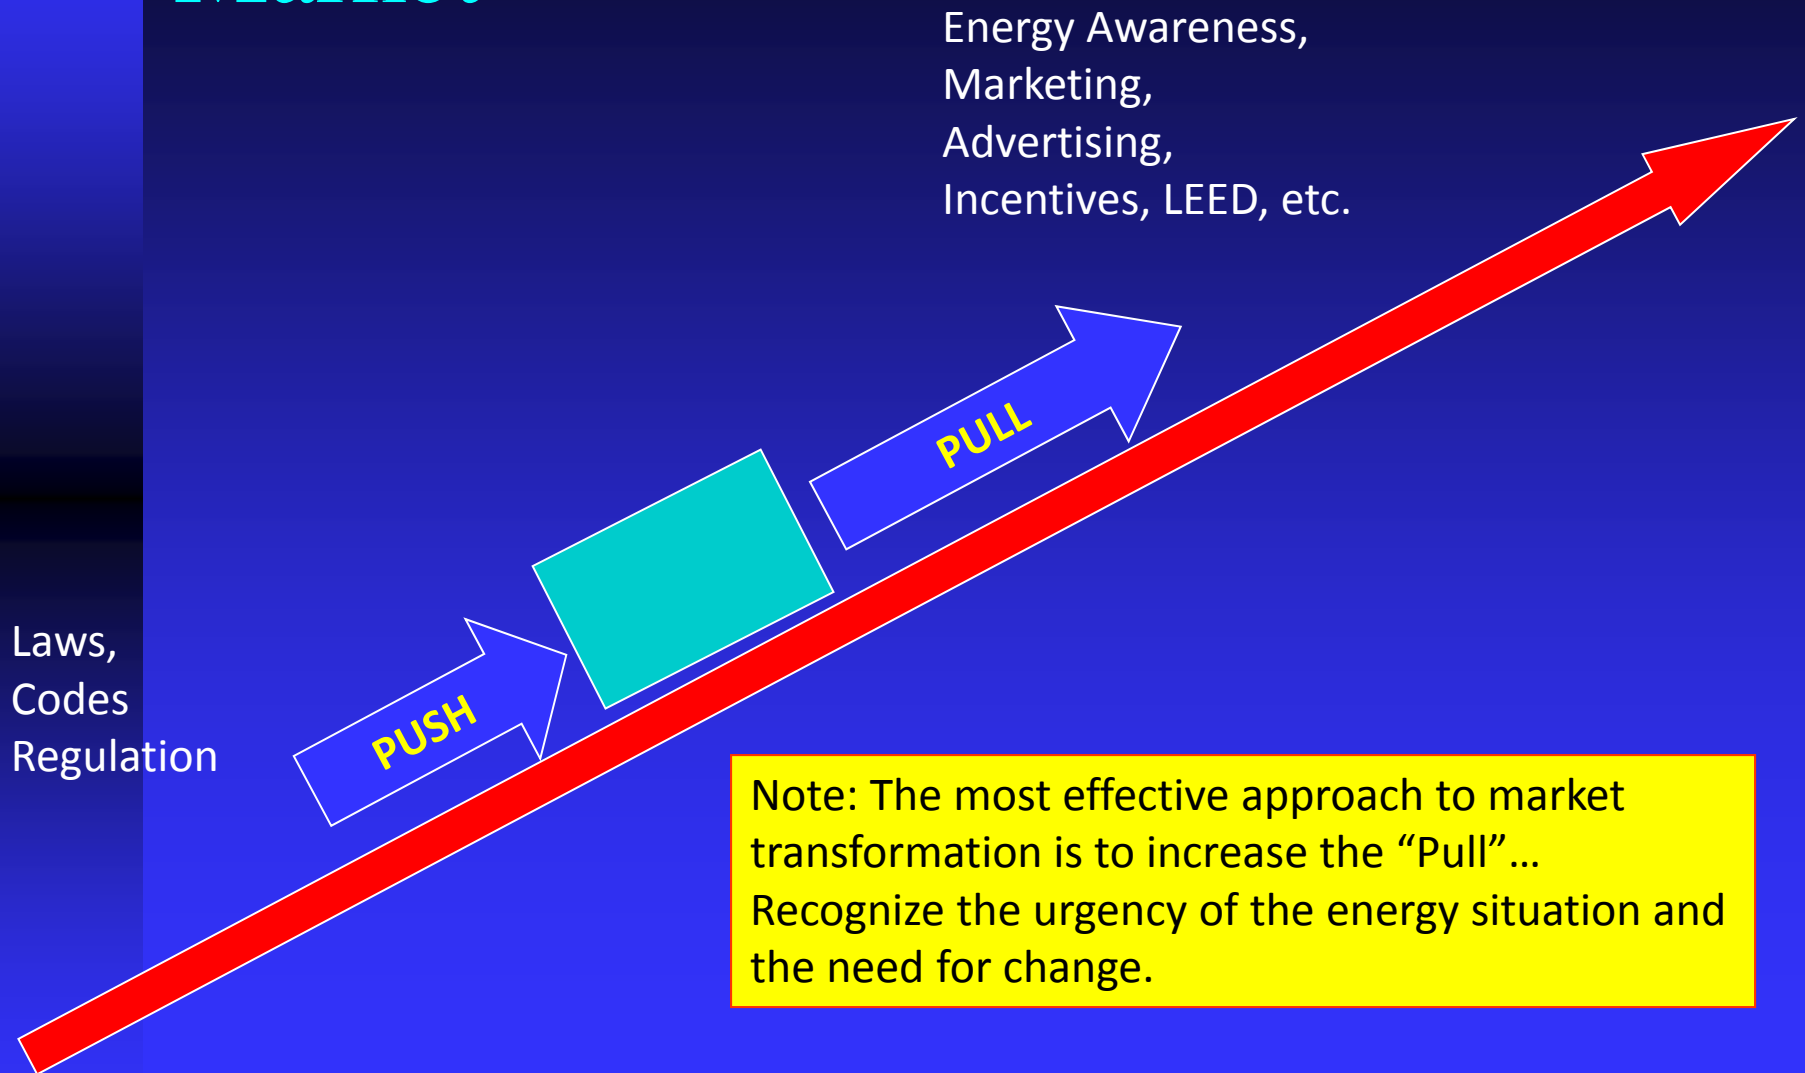 Energy Awareness,
Marketing,
Advertising,
Incentives, LEED, etc.
PULL
PUSH
Laws,
Codes
Regulation
Note: The most effective approach to market
transformation is to increase the “Pull”…
Recognize the urgency of the energy situation and
the need for change.